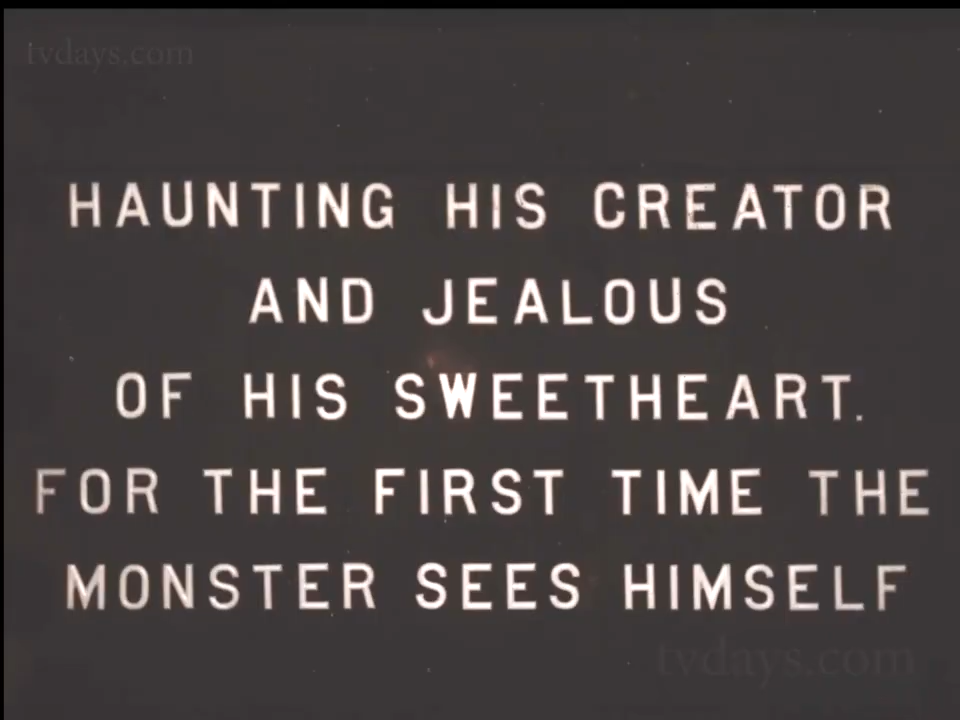 tvdays.com
HAUNTING HIS CREATOR
AND JEALOUS
OF HIS SWEETHEART.
FOR THE FIRST TIME THE
MONSTER SEES HIMSELF
tvdays.com